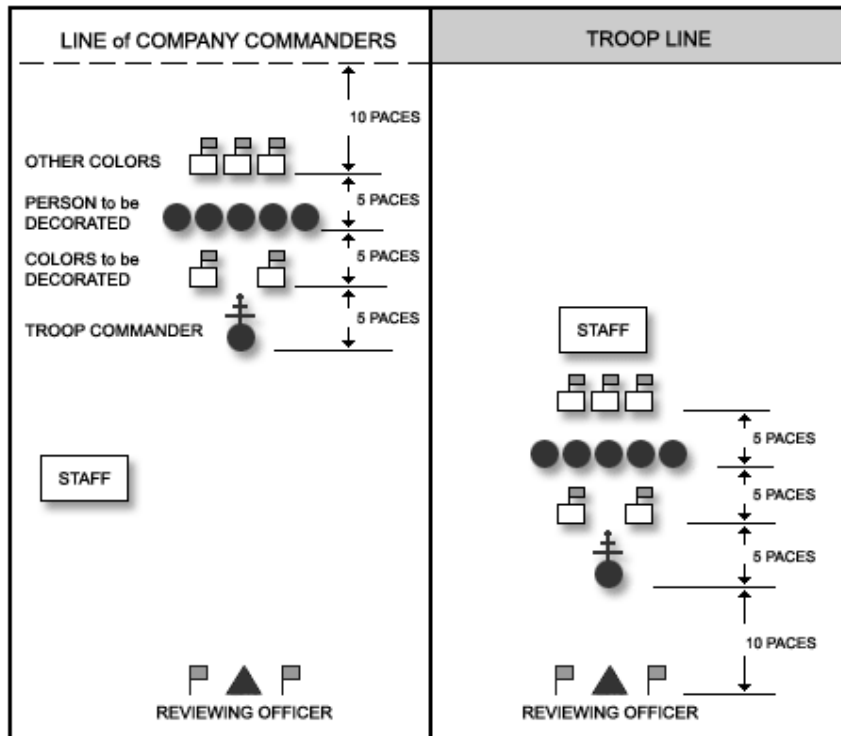 LINE of COMPANY COMMANDERS
10 PACES
OTHER COLORS
5 PACES
PERSON to be
DECORATED
5 PACES
COLORS to be
DECORATED
5 PACES
TROOP COMMANDER
STAFF
REVIEWING OFFICER
TROOP LINE
STAFF
5 PACES
5 PACES
5 PACES
10 PACES
REVIEWING OFFICER